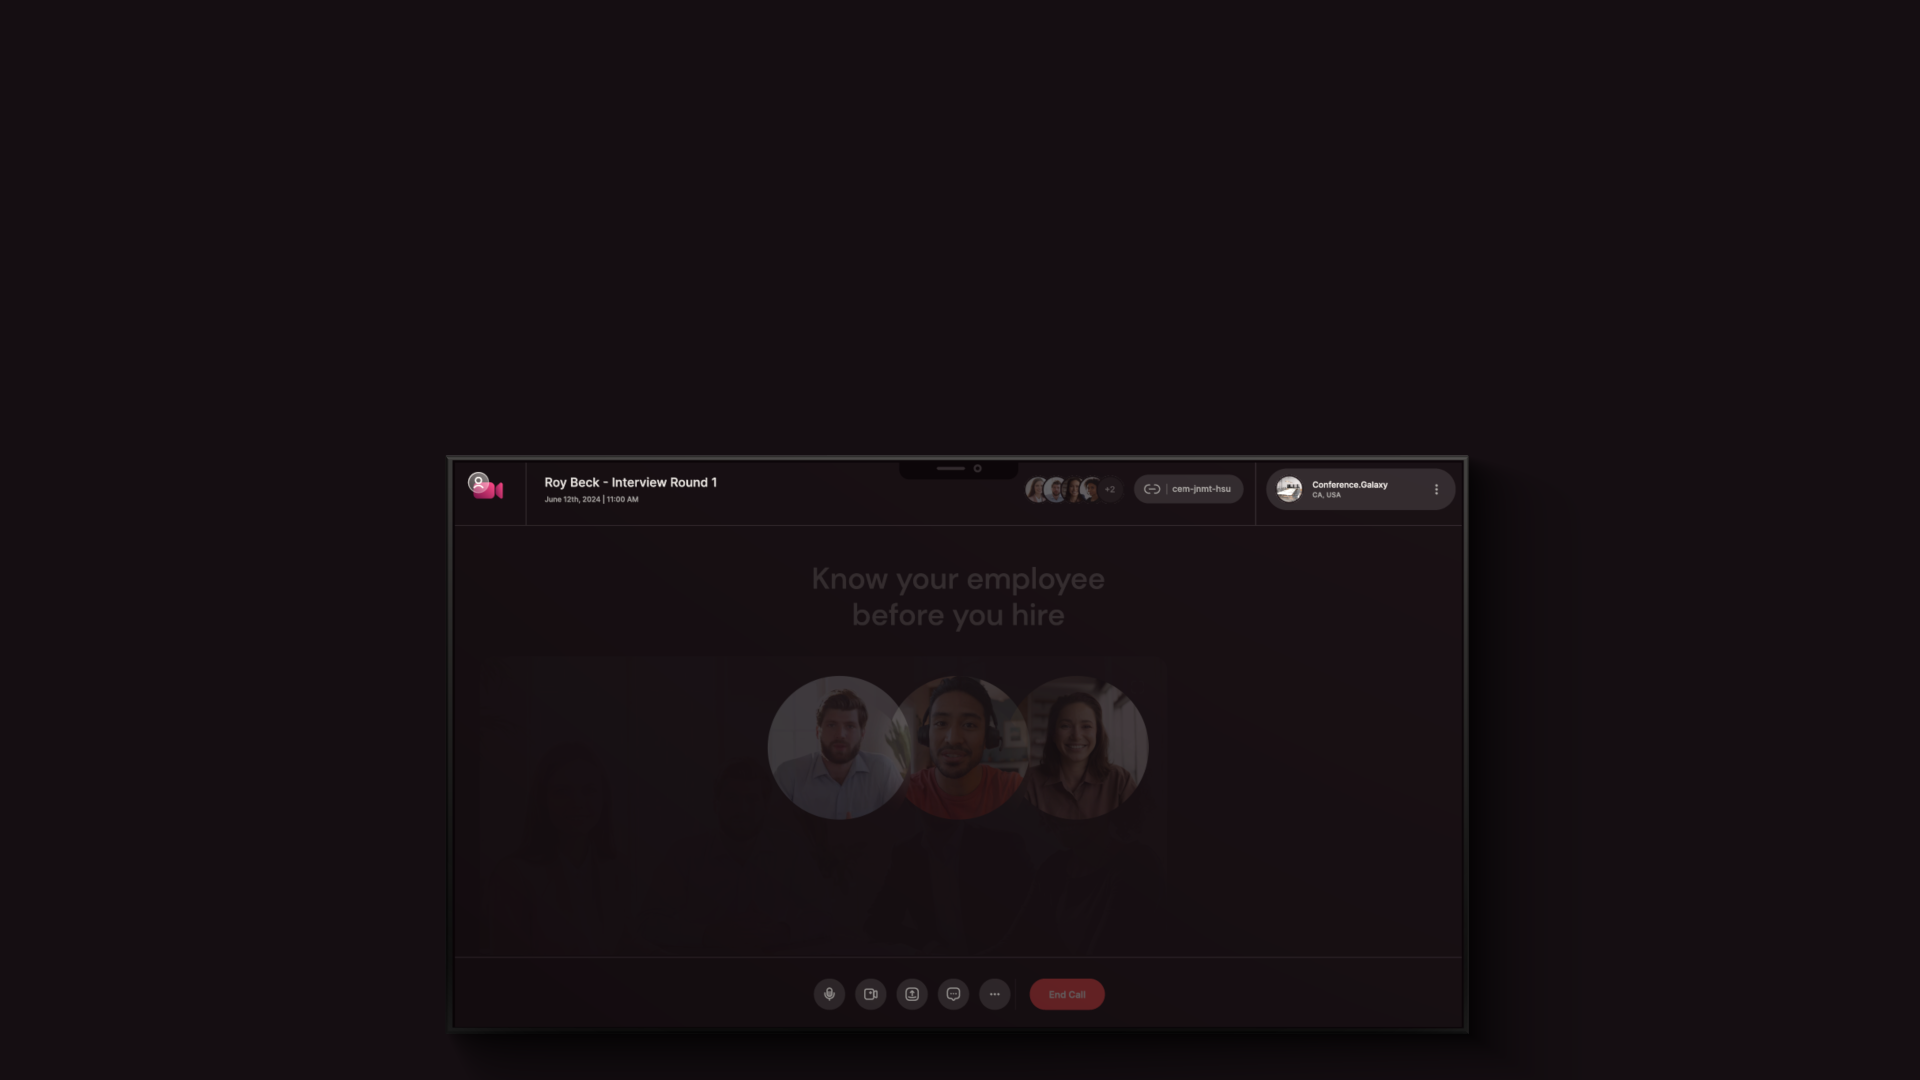 Roy Beck - Interview Round 1
June 12th, 2024 | 11:00 AM
+2
cem-jnmt-hsu
Conference.Galaxy
CA, USA
Know your employee
before you hire
End Call